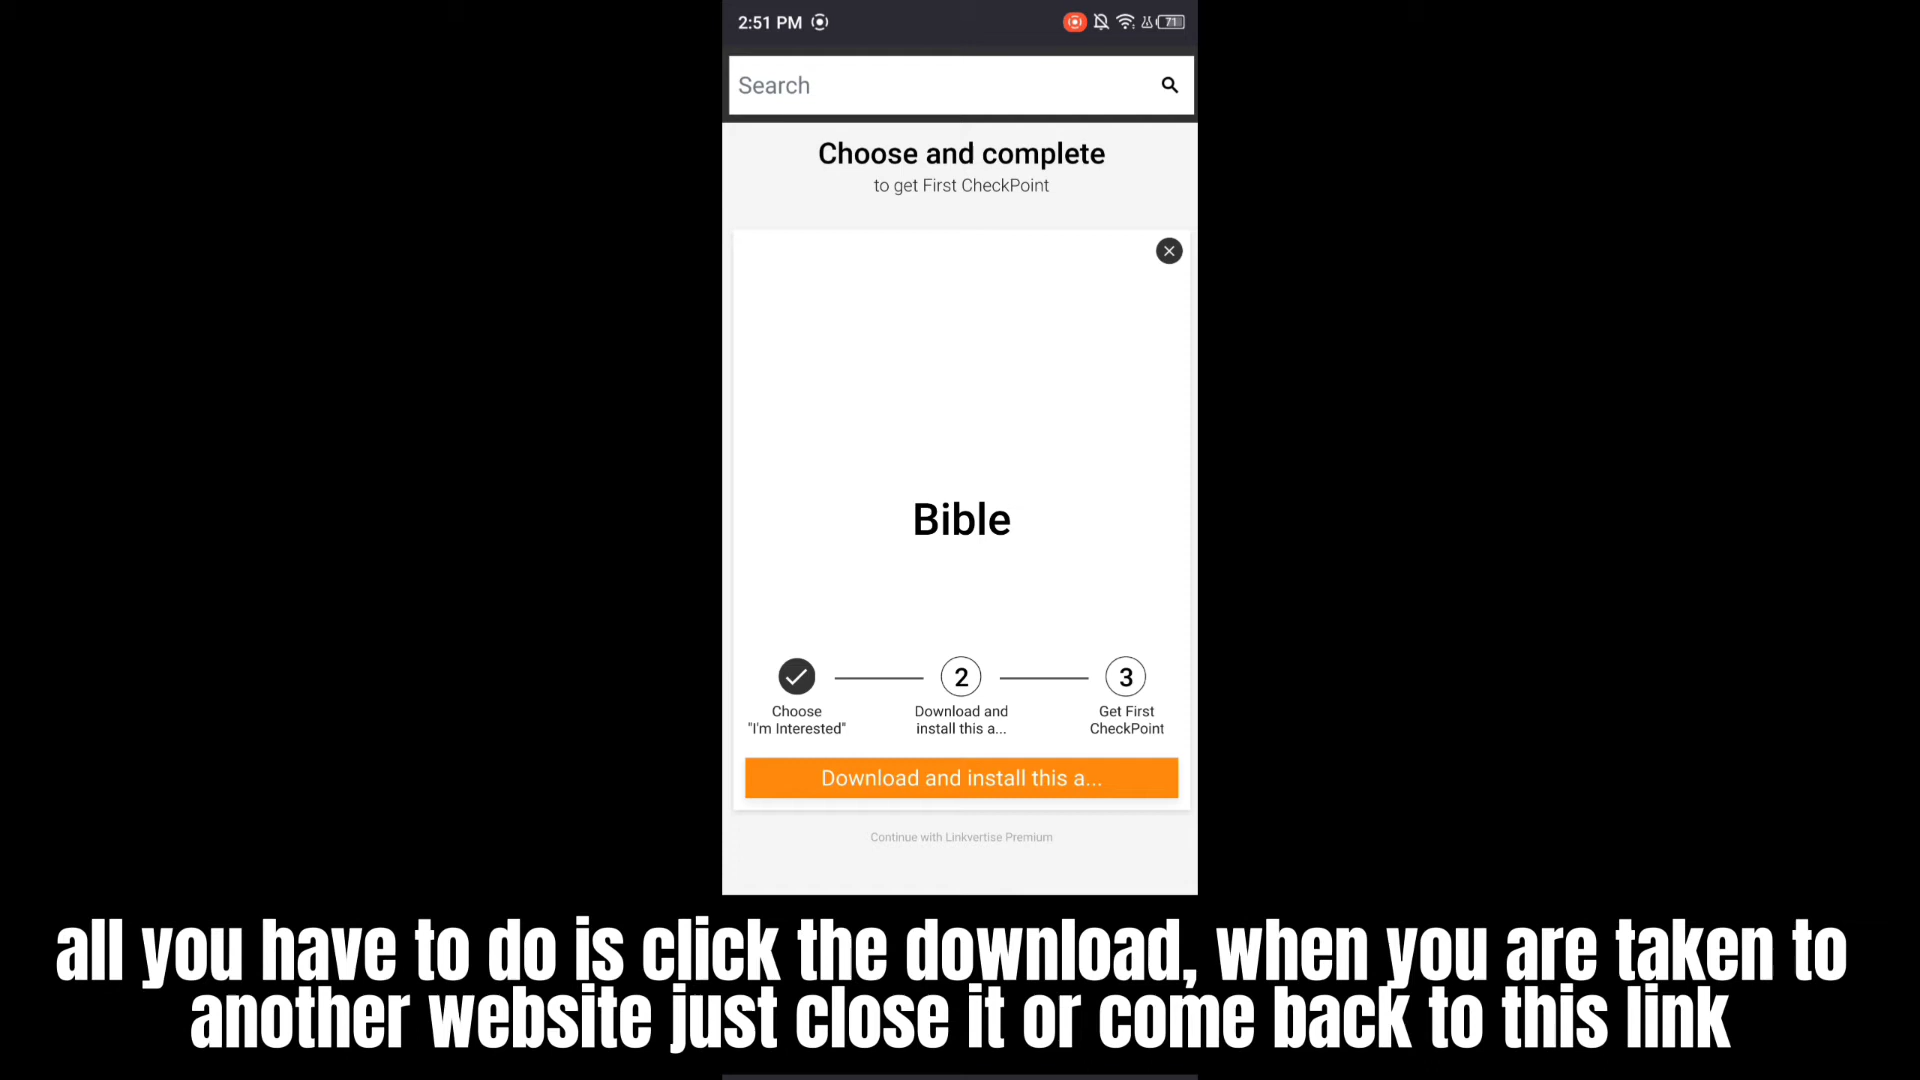 2:51 PM
71
Search
Choose and complete
to get First CheckPoint
Bible
2
3
Choose
"I'm Interested"
Download and
install this a...
Get First
CheckPoint
Download and install this a...
Continue with Linkvertise Premium
all you have to do is click the download, when you are taken to
another website just close it or come back to this link